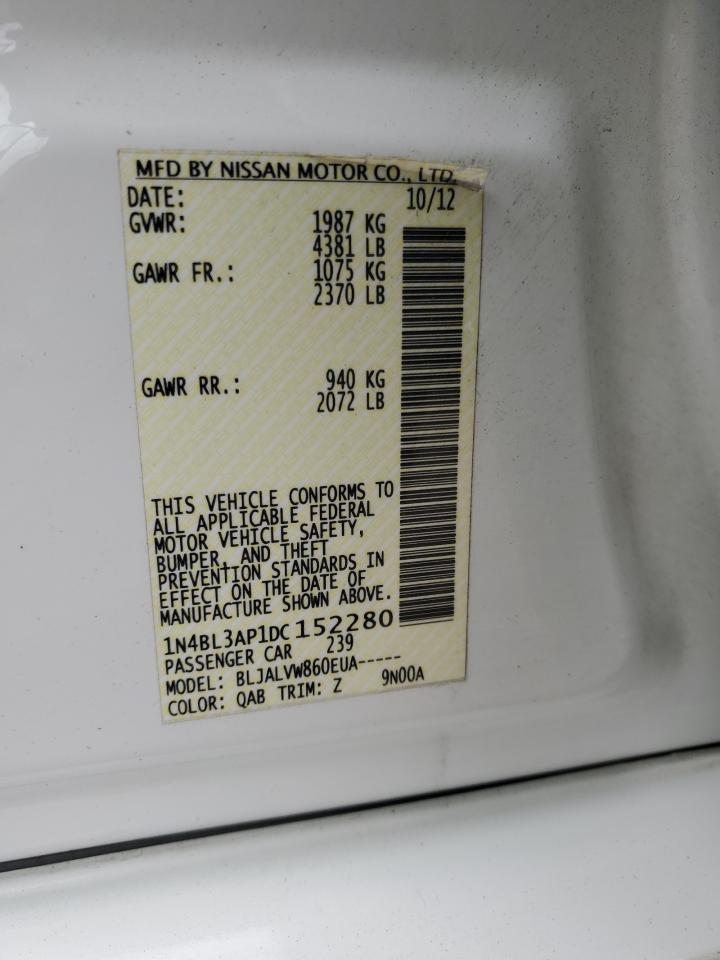 MFD BY NISSAN MOTOR CO., LTD.
DATE: 10/12
GVWR: 1987 KG
4381 LB
GAWR FR.: 1075 KG
2370 LB
GAWR RR.: 940 KG
2072 LB
THIS VEHICLE CONFORMS TO
ALL APPLICABLE FEDERAL
MOTOR VEHICLE SAFETY,
BUMPER, AND THEFT
PREVENTION STANDARDS IN
EFFECT ON THE DATE OF
MANUFACTURE SHOWN ABOVE.
1N4BL3AP1DC152280
PASSENGER CAR 239
MODEL: BLJALVW860EUA-----
COLOR: QAB TRIM: Z 9N00A